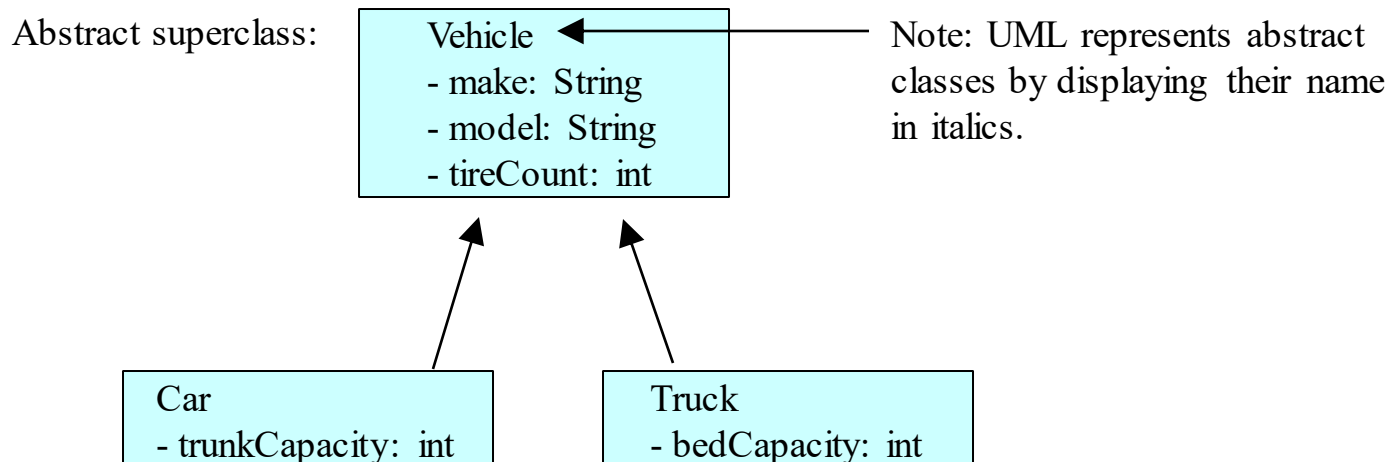 Abstract superclass:
Vehicle
- make: String
- model: String
- tireCount: int
Note: UML represents abstract
classes by displaying their name
in italics.
Car
- trunkCapacity: int
Truck
- bedCapacity: int